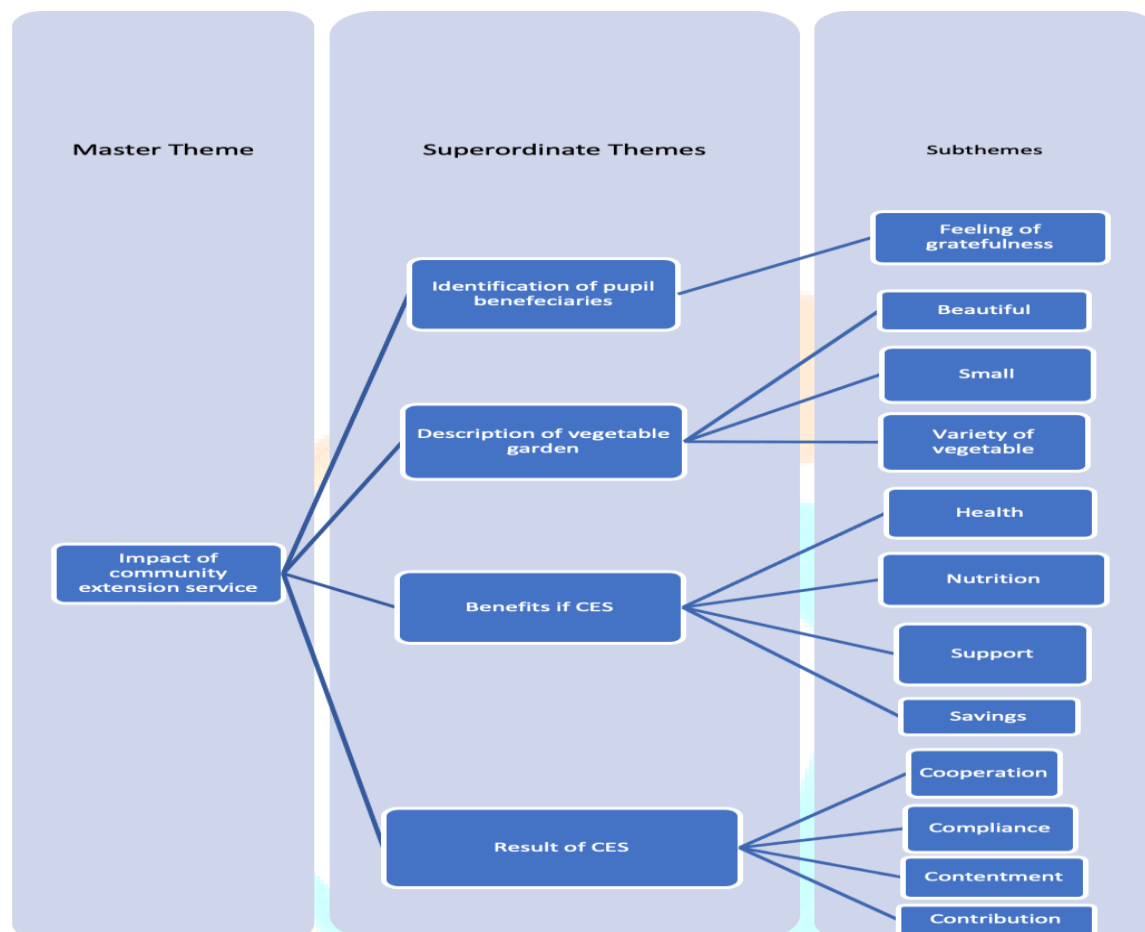 Master Theme
Superordinate Themes
Subthemes
Impact of
community
extension service
Identification of pupil
benefeciaries
Description of vegetable
garden
Benefits if CES
Result of CES
Feeling of
gratefulness
Beautiful
Small
Variety of
vegetable
Health
Nutrition
Support
Savings
Cooperation
Compliance
Contentment
Contribution